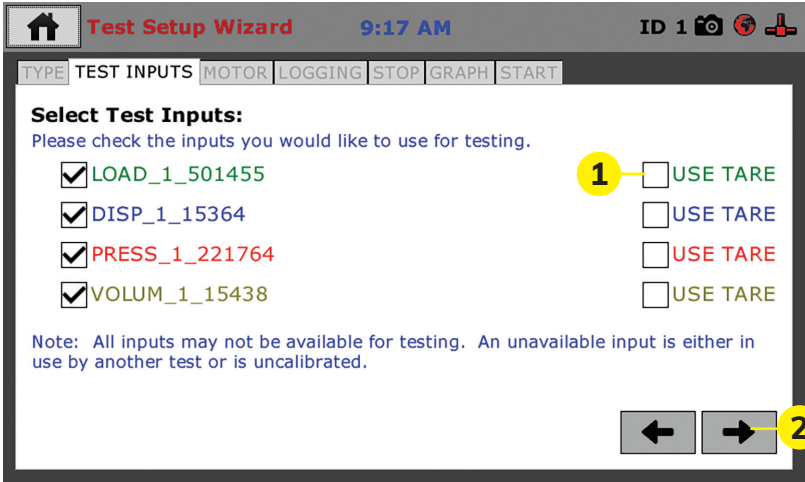 Test Setup Wizard 9:17 AM ID 1
TYPE TEST INPUTS MOTOR LOGGING STOP GRAPH START
Select Test Inputs:
Please check the inputs you would like to use for testing.
LOAD_1_501455 1 USE TARE
DISP_1_15364 USE TARE
PRESS_1_221764 USE TARE
VOLUM_1_15438 USE TARE
Note: All inputs may not be available for testing. An unavailable input is either in
use by another test or is uncalibrated.
2